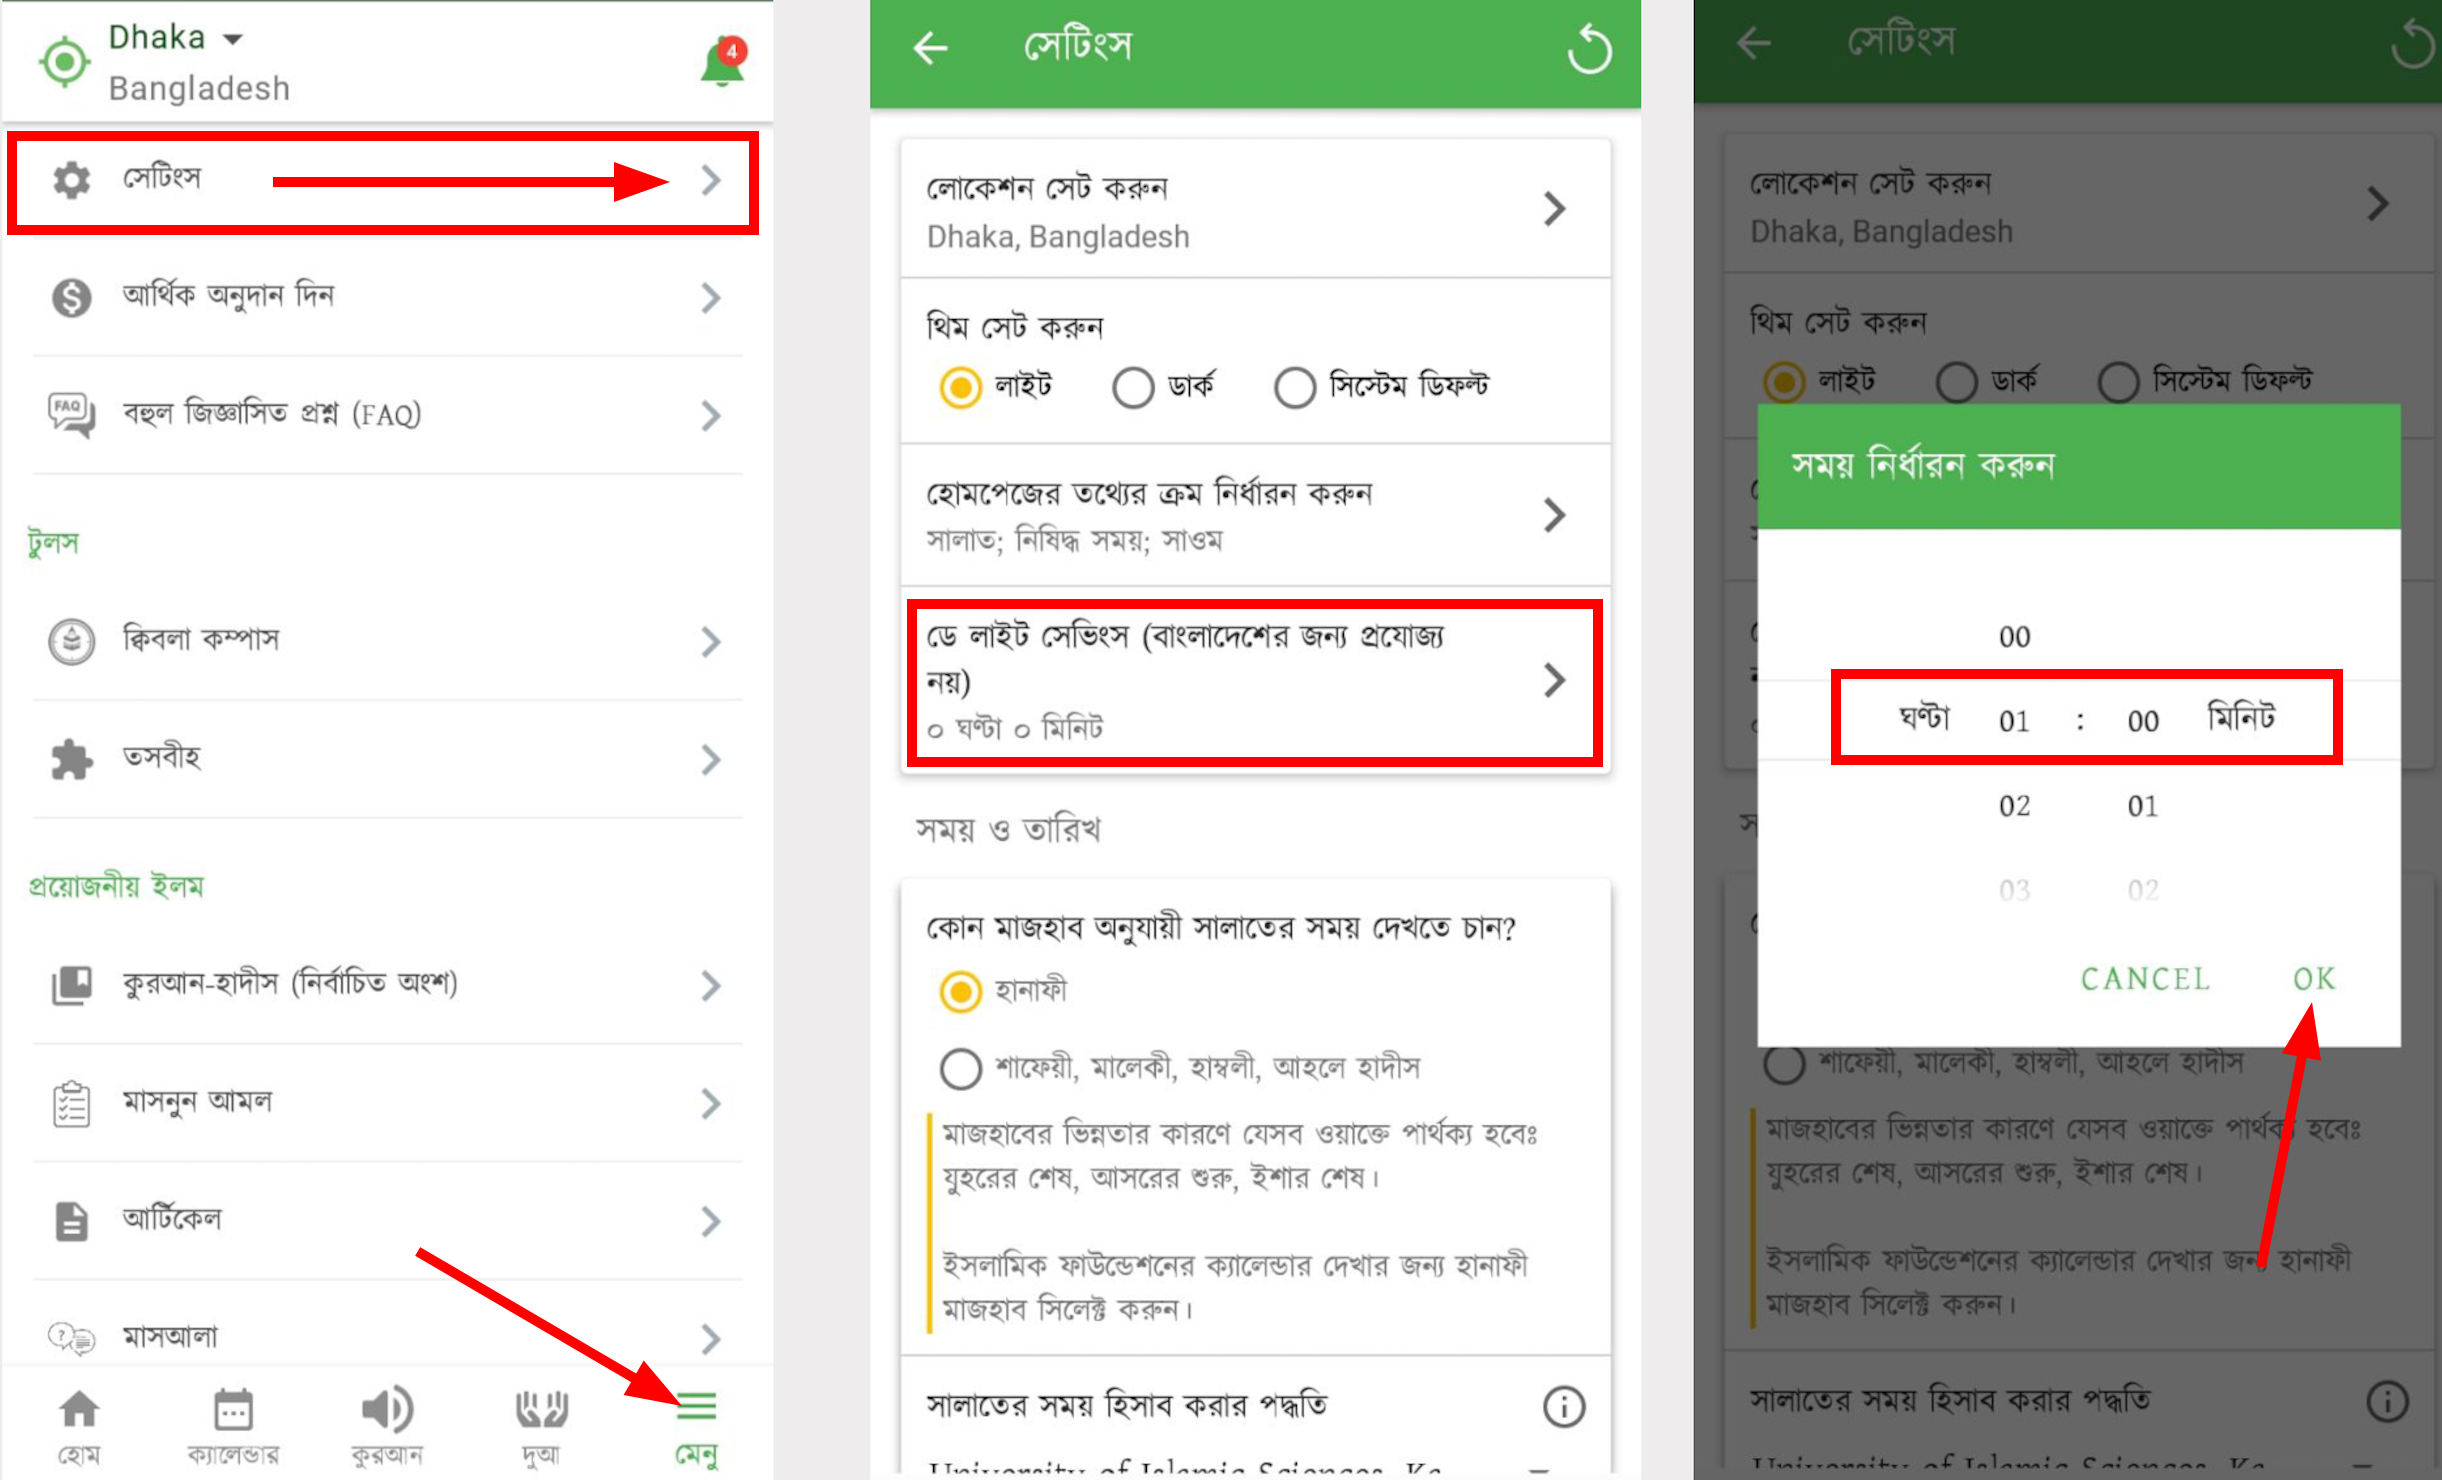 Dhaka
Bangladesh
4
সেটিংস
আর্থিক অনুদান দিন
FAQ
বহুল জিজ্ঞাসিত প্রশ্ন (FAQ)
টুলস
ক্বিবলা কম্পাস
তসবীহ
প্রয়োজনীয় ইলম
কুরআন-হাদীস (নির্বাচিত অংশ)
মাসনুন আমল
আর্টিকেল
মাসআলা
হোম
ক্যালেন্ডার
কুরআন
দুআ
মেনু
সেটিংস
লোকেশন সেট করুন
Dhaka, Bangladesh
থিম সেট করুন
লাইট ডার্ক সিস্টেম ডিফল্ট
হোমপেজের তথ্যের ক্রম নির্ধারন করুন
সালাত; নিষিদ্ধ সময়; সাওম
ডে লাইট সেভিংস (বাংলাদেশের জন্য প্রযোজ্য
নয়)
০ ঘণ্টা ০ মিনিট
সময় ও তারিখ
কোন মাজহাব অনুযায়ী সালাতের সময় দেখতে চান?
হানাফী
শাফেয়ী, মালেকী, হাম্বলী, আহলে হাদীস
মাজহাবের ভিন্নতার কারণে যেসব ওয়াক্তে পার্থক্য হবেঃ
যুহরের শেষ, আসরের শুরু, ইশার শেষ।
ইসলামিক ফাউন্ডেশনের ক্যালেন্ডার দেখার জন্য হানাফী
মাজহাব সিলেক্ট করুন।
সালাতের সময় হিসাব করার পদ্ধতি
University of Islamic Sciences, Ka
সেটিংস
লোকেশন সেট করুন
Dhaka, Bangladesh
থিম সেট করুন
লাইট ডার্ক সিস্টেম ডিফল্ট
সময় নির্ধারন করুন
00
ঘণ্টা 01 : 00 মিনিট
02 01
03 02
CANCEL OK
শাফেয়ী, মালেকী, হাম্বলী, আহলে হাদীস
মাজহাবের ভিন্নতার কারণে যেসব ওয়াক্তে পার্থক্য হবেঃ
যুহরের শেষ, আসরের শুরু, ইশার শেষ।
ইসলামিক ফাউন্ডেশনের ক্যালেন্ডার দেখার জন্য হানাফী
মাজহাব সিলেক্ট করুন।
সালাতের সময় হিসাব করার পদ্ধতি
University of Islamic Sciences, Ka